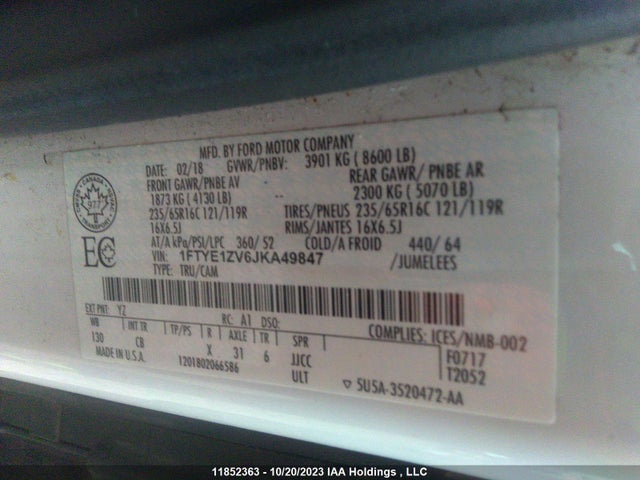 MFD. BY FORD MOTOR COMPANY
DATE: 02/18 GVWR/PNBV: 3901 KG ( 8600 LB)
FRONT GAWR/PNBE AV REAR GAWR/ PNBE AR
1873 KG ( 4130 LB) -- 2300 KG ( 5070 LB)
235/65R16C 121/119R TIRES/PNEUS 235/65R16C 121/119R
16X6.5J RIMS/JANTES 16X6.5J
AT/A kPa/PSI/LPC 360/ 52 COLD/A FROID 440/ 64
VIN: 1FTYE1ZV6JKA49847 /JUMELEES
TYPE: TRU/CAM
CANADA
977
TRANSPORT
EC
EXT PNT: YZ RC: A1 DSO: COMPLIES: ICES/NMB-002
WB INT TR TP/PS R AXLE TR SPR F0717
130 CB X 31 6 JJCC T2052
MADE IN U.S.A. 1201802066586 ULT ▽ 5U5A-3520472-AA
11852363 - 10/20/2023 IAA Holdings , LLC